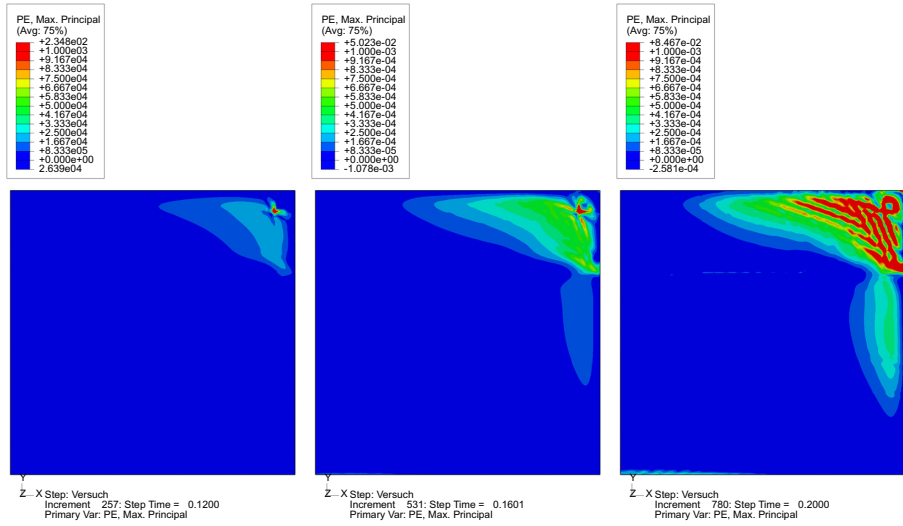 PE, Max. Principal
(Avg: 75%)
+2.348e02
+1.000e03
+9.167e04
+8.333e04
+7.500e04
+6.667e04
+5.833e04
+5.000e04
+4.167e04
+3.333e04
+2.500e04
+1.667e04
+8.333e05
+0.000e+00
2.639e04
PE, Max. Principal
(Avg: 75%)
+5.023e-02
+1.000e-03
+9.167e-04
+8.333e-04
+7.500e-04
+6.667e-04
+5.833e-04
+5.000e-04
+4.167e-04
+3.333e-04
+2.500e-04
+1.667e-04
+8.333e-05
+0.000e+00
-1.078e-03
PE, Max. Principal
(Avg: 75%)
+8.467e-02
+1.000e-03
+9.167e-04
+8.333e-04
+7.500e-04
+6.667e-04
+5.833e-04
+5.000e-04
+4.167e-04
+3.333e-04
+2.500e-04
+1.667e-04
+8.333e-05
+0.000e+00
-2.581e-04
Y
Z X
Step: Versuch
Increment 257: Step Time = 0.1200
Primary Var: PE, Max. Principal
Y
Z X
Step: Versuch
Increment 531: Step Time = 0.1601
Primary Var: PE, Max. Principal
Y
Z X
Step: Versuch
Increment 780: Step Time = 0.2000
Primary Var: PE, Max. Principal